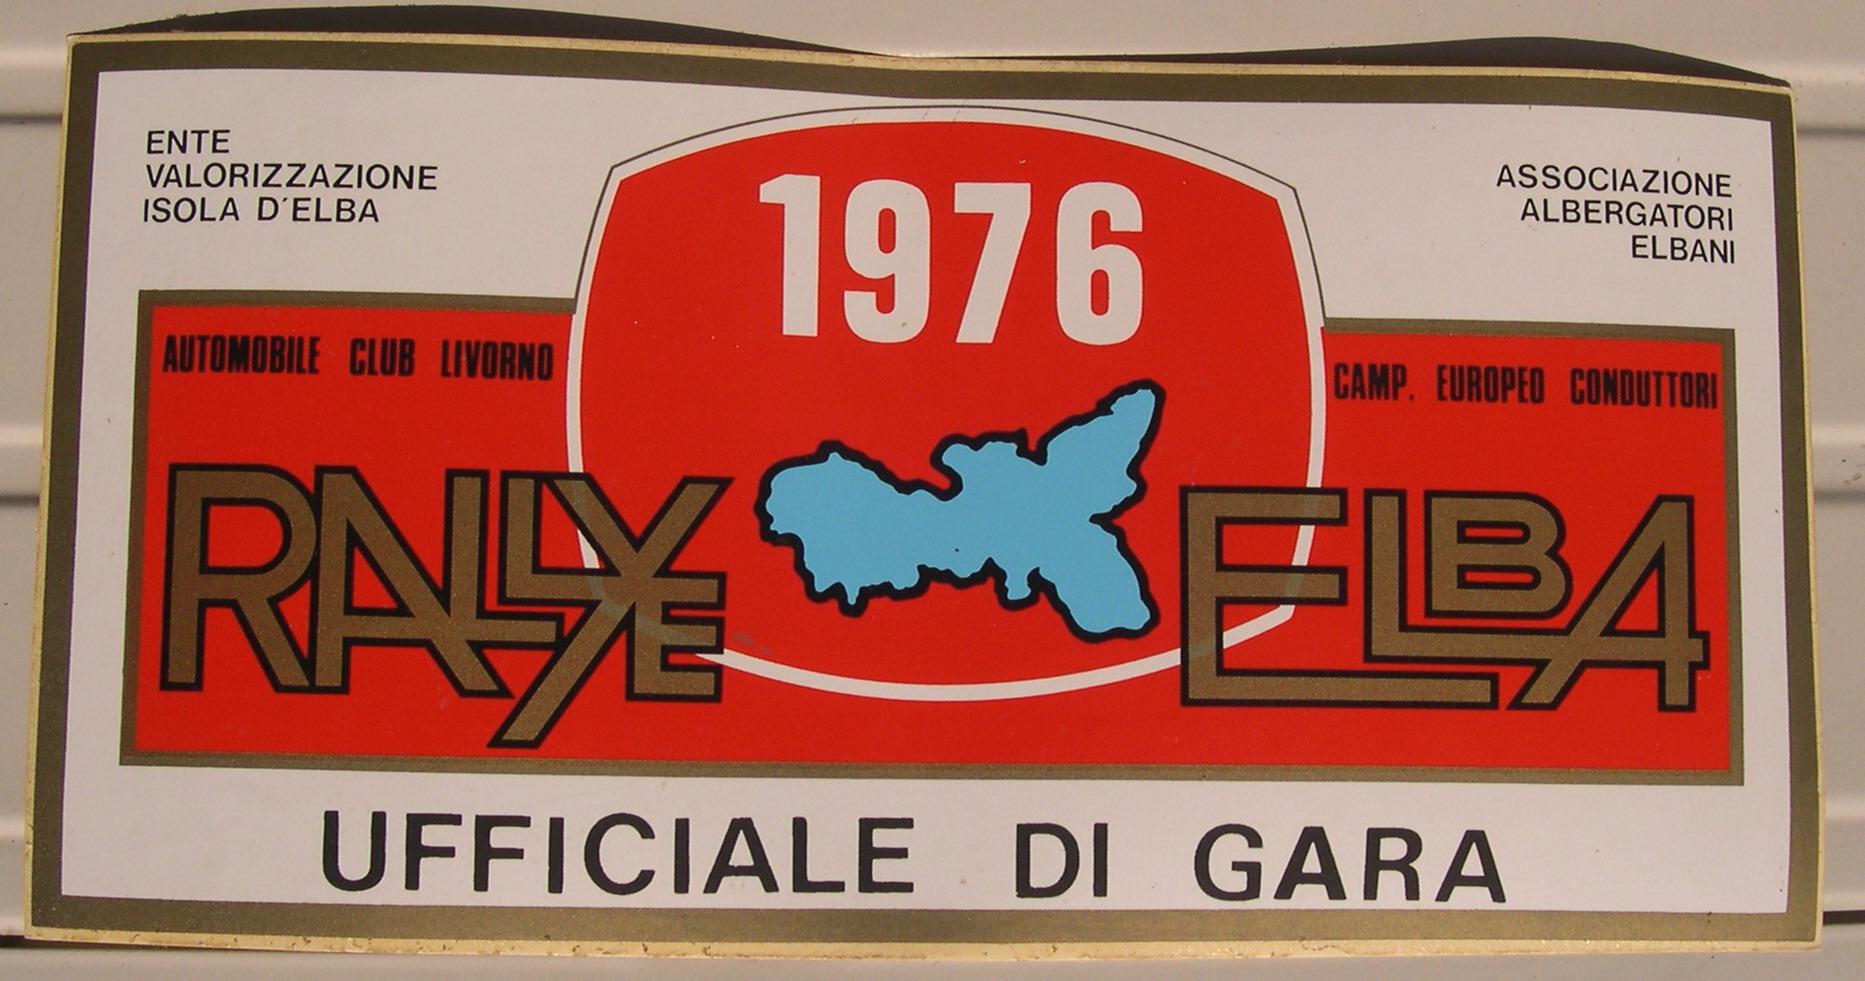 ENTE
VALORIZZAZIONE
ISOLA D'ELBA
ASSOCIAZIONE
ALBERGATORI
ELBANI
1976
AUTOMOBILE CLUB LIVORNO
CAMP. EUROPEO CONDUTTORI
RALLYE ELBA
UFFICIALE DI GARA